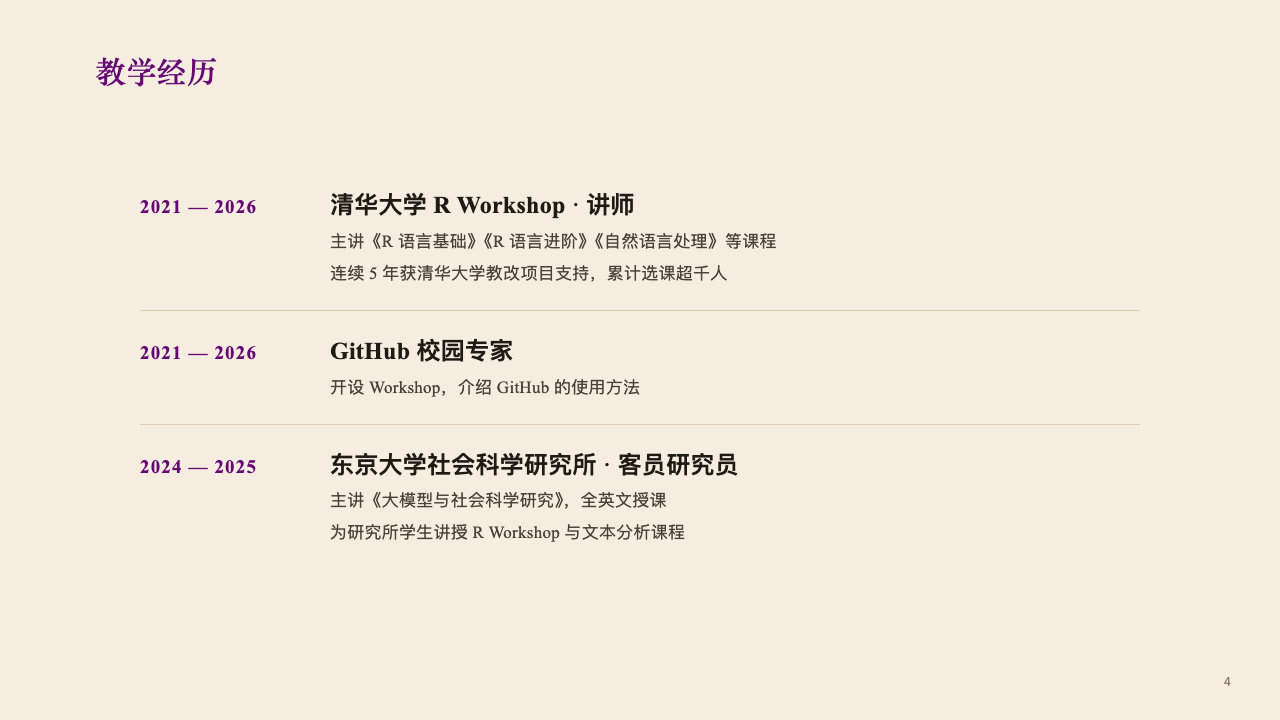 教学经历
2021 — 2026
清华大学 R Workshop · 讲师
主讲《R 语言基础》《R 语言进阶》《自然语言处理》等课程
连续 5 年获清华大学教改项目支持，累计选课超千人
2021 — 2026
GitHub 校园专家
开设 Workshop，介绍 GitHub 的使用方法
2024 — 2025
东京大学社会科学研究所 · 客员研究员
主讲《大模型与社会科学研究》，全英文授课
为研究所学生讲授 R Workshop 与文本分析课程
4